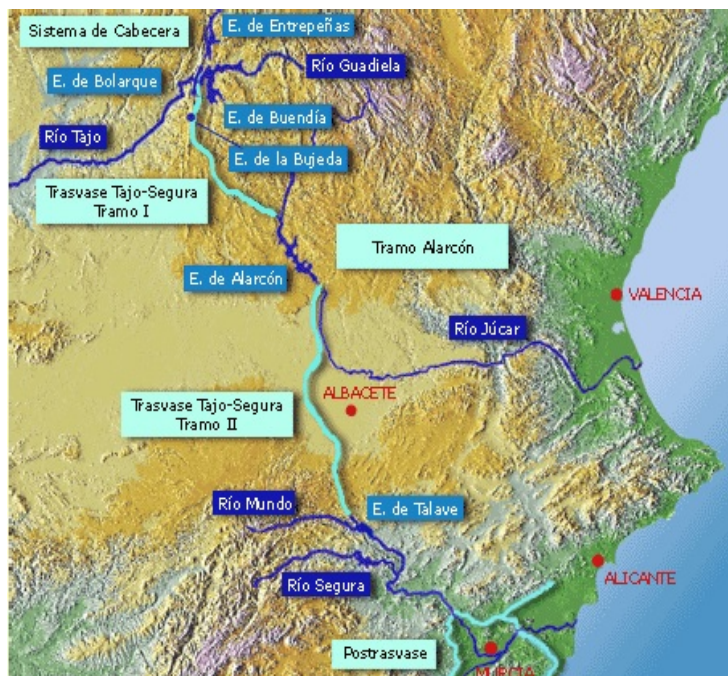 Sistema de Cabecera
E. de Entrepeñas
Río Guadiela
E. de Bolarque
E. de Buendía
Río Tajo
E. de la Bujeda
Trasvase Tajo-Segura
Tramo I
Tramo Alarcón
E. de Alarcón
VALENCIA
Río Júcar
ALBACETE
Trasvase Tajo-Segura
Tramo II
Río Mundo
E. de Talave
Río Segura
ALICANTE
Postrasvase
MURCIA